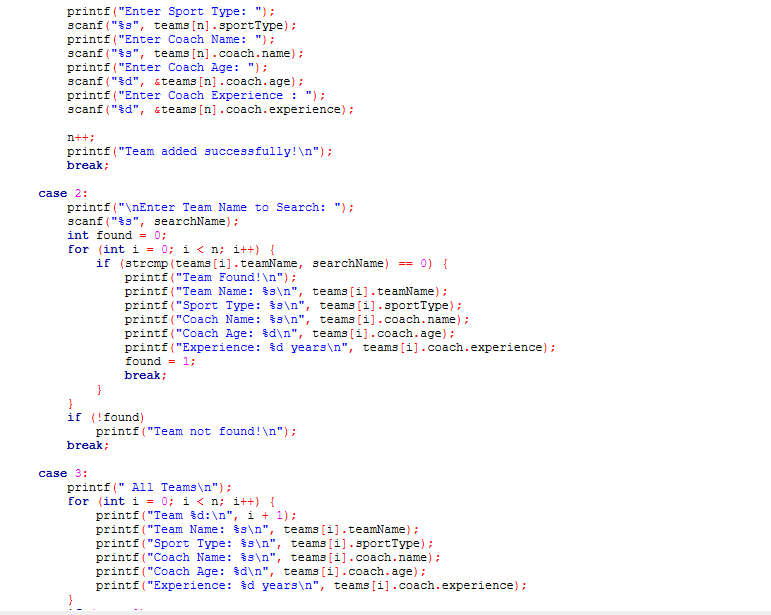 printf("Enter Sport Type: ");
scanf("%s", teams[n].sportType);
printf("Enter Coach Name: ");
scanf("%s", teams[n].coach.name);
printf("Enter Coach Age: ");
scanf("%d", &teams[n].coach.age);
printf("Enter Coach Experience : ");
scanf("%d", &teams[n].coach.experience);
n++;
printf("Team added successfully!\n");
break;
case 2:
printf("\nEnter Team Name to Search: ");
scanf("%s", searchName);
int found = 0;
for (int i = 0; i < n; i++) {
if (strcmp(teams[i].teamName, searchName) == 0) {
printf("Team Found!\n");
printf("Team Name: %s\n", teams[i].teamName);
printf("Sport Type: %s\n", teams[i].sportType);
printf("Coach Name: %s\n", teams[i].coach.name);
printf("Coach Age: %d\n", teams[i].coach.age);
printf("Experience: %d years\n", teams[i].coach.experience);
found = 1;
break;
}
}
if (!found)
printf("Team not found!\n");
break;
case 3:
printf(" All Teams\n");
for (int i = 0; i < n; i++) {
printf("Team %d:\n", i + 1);
printf("Team Name: %s\n", teams[i].teamName);
printf("Sport Type: %s\n", teams[i].sportType);
printf("Coach Name: %s\n", teams[i].coach.name);
printf("Coach Age: %d\n", teams[i].coach.age);
printf("Experience: %d years\n", teams[i].coach.experience);
}